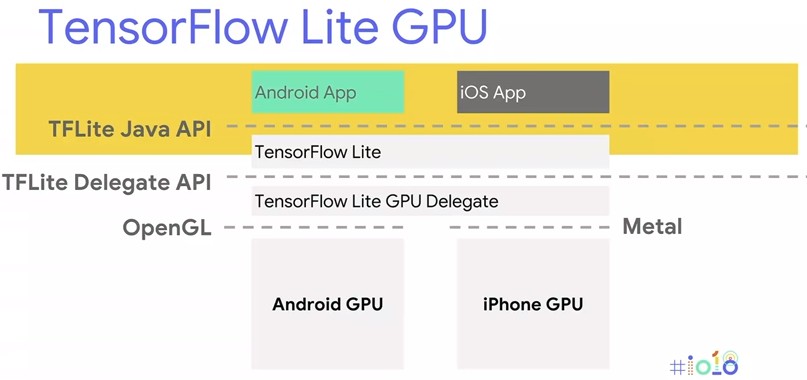 TensorFlow Lite GPU
Android App
iOS App
TFLite Java API
TensorFlow Lite
TFLite Delegate API
TensorFlow Lite GPU Delegate
OpenGL
Metal
Android GPU
iPhone GPU
#io18